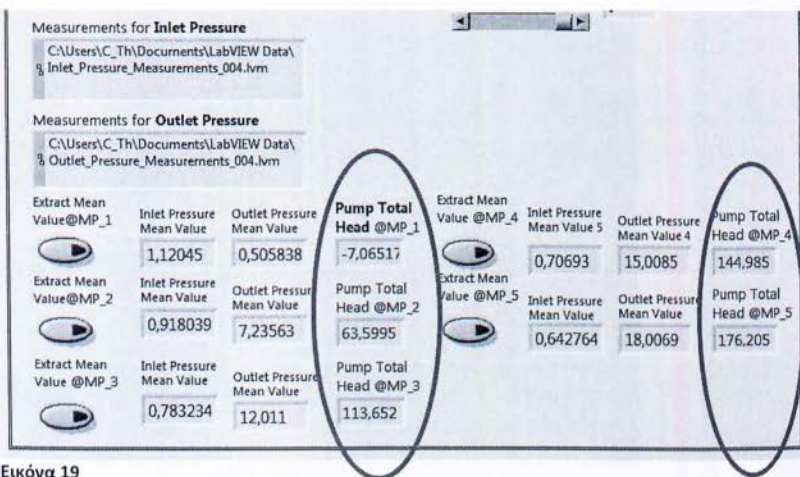 Measurements for Inlet Pressure
C:\Users\C_Th\Documents\LabVIEW Data\
Inlet_Pressure_Measurements_004.lvm
Measurements for Outlet Pressure
C:\Users\C_Th\Documents\LabVIEW Data\
Outlet_Pressure_Measurements_004.lvm
Extract Mean
Value@MP_1
Inlet Pressure
Mean Value
1,12045
Outlet Pressure
Mean Value
0,505838
Pump Total
Head @MP_1
-7,06517
Extract Mean
Value@MP_2
Inlet Pressure
Mean Value
0,918039
Outlet Pressure
Mean Value
7,23563
Pump Total
Head @MP_2
63,5995
Extract Mean
Value @MP_3
Inlet Pressure
Mean Value
0,783234
Outlet Pressure
Mean Value
12,011
Pump Total
Head @MP_3
113,652
Extract Mean
Value @MP_4
Inlet Pressure
Mean Value 5
0,70693
Outlet Pressure
Mean Value 4
15,0085
Pump Total
Head @MP_4
144,985
Extract Mean
Value @MP_5
Inlet Pressure
Mean Value
0,642764
Outlet Pressure
Mean Value
18,0069
Pump Total
Head @MP_5
176,205
Εικόνα 19